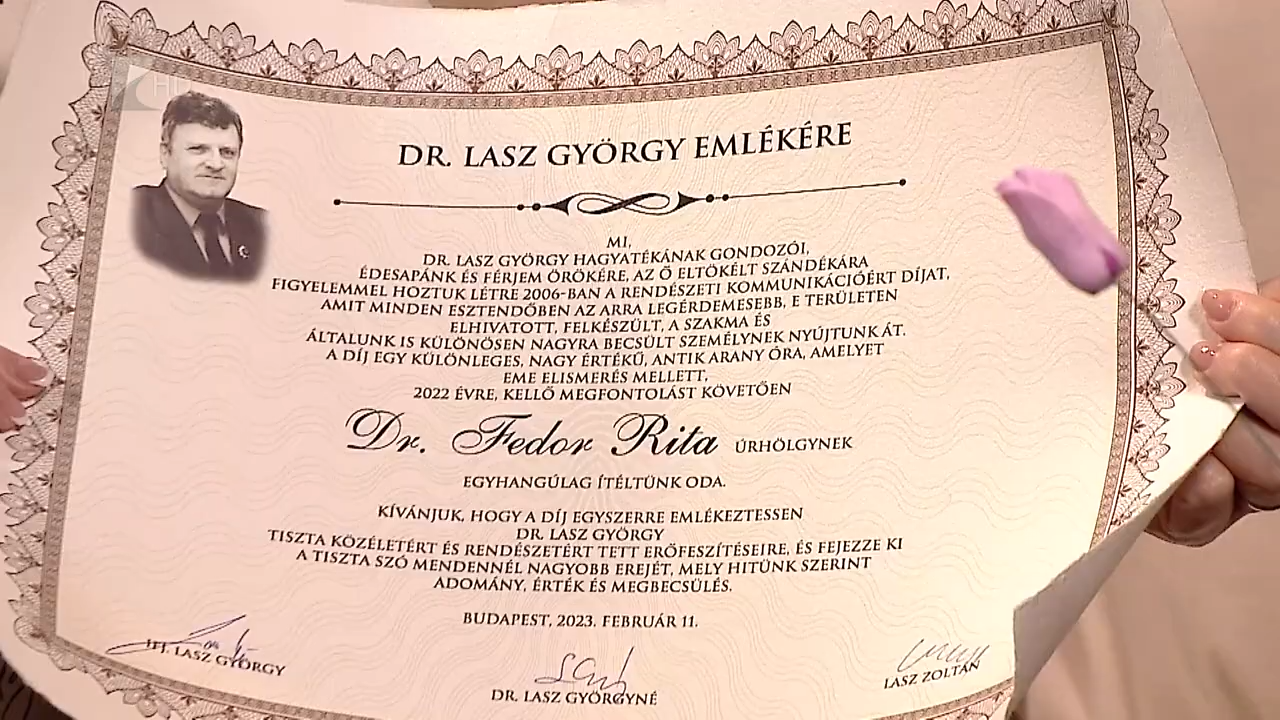 DR. LASZ GYÖRGY EMLÉKÉRE
MI,
DR. LASZ GYÖRGY HAGYATÉKÁNAK GONDOZÓI,
ÉDESAPÁNK ÉS FÉRJEM ÖRÖKÉRE, AZ Ő ELTÖKÉLT SZÁNDÉKÁRA
FIGYELEMMEL HOZTUK LÉTRE 2006-BAN A RENDÉSZETI KOMMUNIKÁCIÓÉRT DÍJAT,
AMIT MINDEN ESZTENDŐBEN AZ ARRA LEGÉRDEMESEBB, E TERÜLETEN
ELHIVATOTT, FELKÉSZÜLT, A SZAKMA ÉS
ÁLTALUNK IS KÜLÖNÖSEN NAGYRA BECSÜLT SZEMÉLYNEK NYÚJTUNK ÁT.
A DÍJ EGY KÜLÖNLEGES, NAGY ÉRTÉKŰ, ANTIK ARANY ÓRA, AMELYET
EME ELISMERÉS MELLETT,
2022 ÉVRE, KELLŐ MEGFONTOLÁST KÖVETŐEN
Dr. Fedor Rita ÚRHÖLGYNEK
EGYHANGÚLAG ÍTÉLTÜNK ODA.
KÍVÁNJUK, HOGY A DÍJ EGYSZERRE EMLÉKEZTESSEN
DR. LASZ GYÖRGY
TISZTA KÖZÉLETÉRT ÉS RENDÉSZETÉRT TETT ERŐFESZÍTÉSEIRE, ÉS FEJEZZE KI
A TISZTA SZÓ MENDENNÉL NAGYOBB EREJÉT, MELY HITÜNK SZERINT
ADOMÁNY, ÉRTÉK ÉS MEGBECSÜLÉS.
BUDAPEST, 2023. FEBRUÁR 11.
IFJ. LASZ GYÖRGY
DR. LASZ GYÖRGYNÉ
LASZ ZOLTÁN